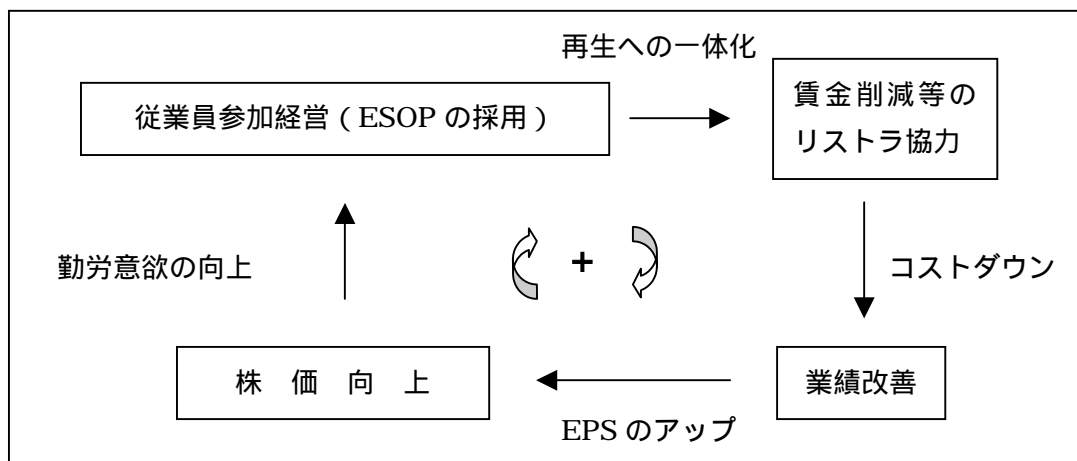 再生への一体化
従業員参加経営（ESOP の採用）
賃金削減等の
リストラ協力
勤労意欲の向上
+
コストダウン
株 価 向 上
業績改善
EPS のアップ